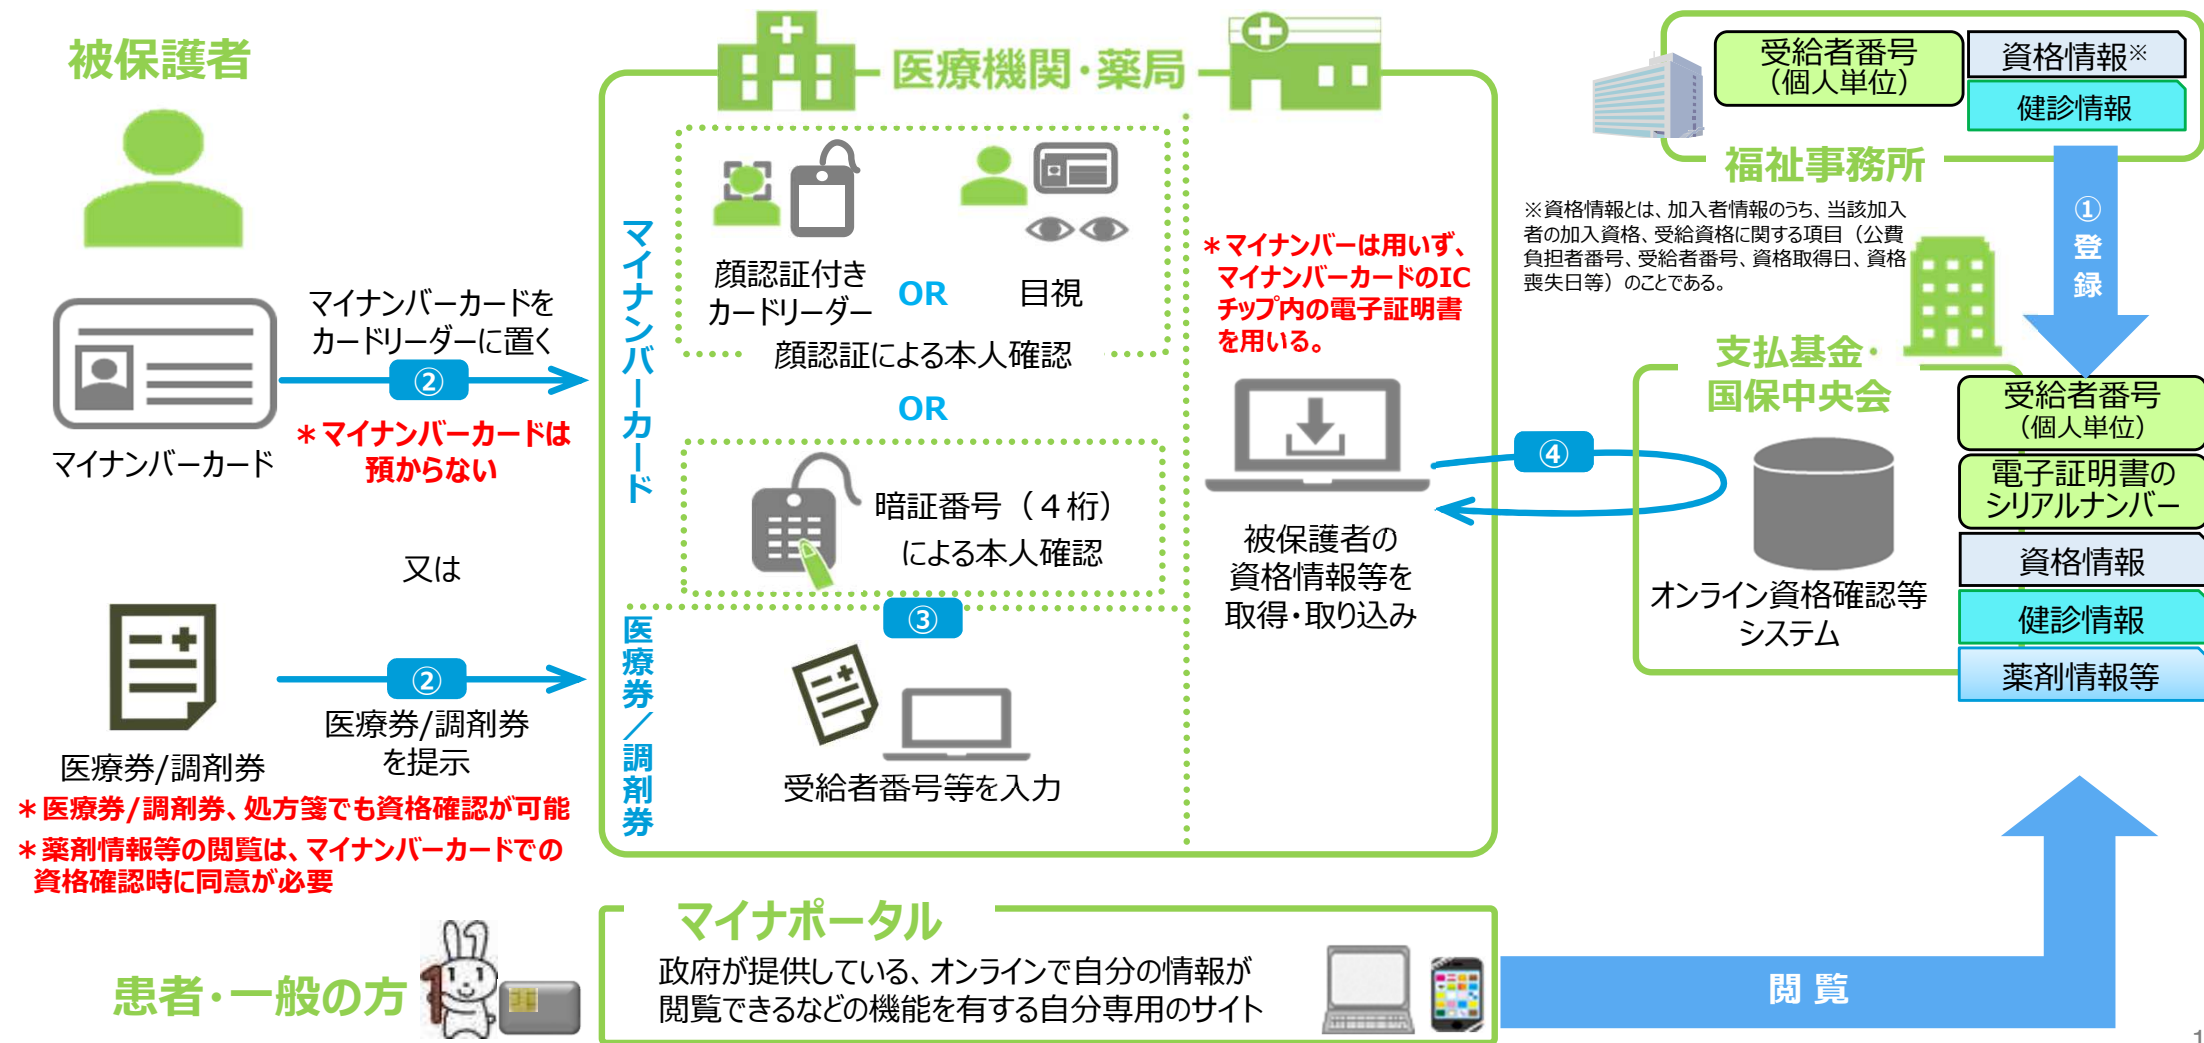 被保護者
マイナンバーカード
マイナンバーカードを
カードリーダーに置く
②
＊マイナンバーカードは
預からない
又は
医療券/調剤券
②
医療券/調剤券
を提示
＊医療券/調剤券、処方箋でも資格確認が可能
＊薬剤情報等の閲覧は、マイナンバーカードでの
資格確認時に同意が必要
医療機関・薬局
マイナンバーカード
顔認証付き
カードリーダー
OR
目視
顔認証による本人確認
OR
暗証番号（４桁）
による本人確認
③
医療券／調剤券
受給者番号等を入力
＊マイナンバーは用いず、
マイナンバーカードのIC
チップ内の電子証明書
を用いる。
被保護者の
資格情報等を
取得・取り込み
④
受給者番号
（個人単位）
資格情報※
健診情報
福祉事務所
※資格情報とは、加入者情報のうち、当該加入
者の加入資格、受給資格に関する項目（公費
負担者番号、受給者番号、資格取得日、資格
喪失日等）のことである。
①登録
支払基金・
国保中央会
オンライン資格確認等
システム
受給者番号
（個人単位）
電子証明書の
シリアルナンバー
資格情報
健診情報
薬剤情報等
患者・一般の方
1
マイナポータル
政府が提供している、オンラインで自分の情報が
閲覧できるなどの機能を有する自分専用のサイト
閲覧
1